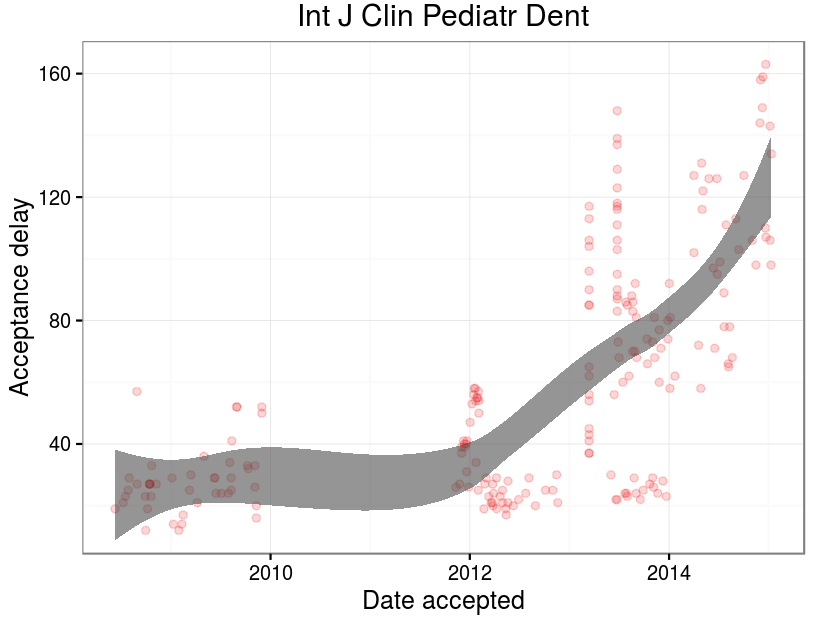 Int J Clin Pediatr Dent
Acceptance delay
160
120
80
40
2010 2012 2014
Date accepted